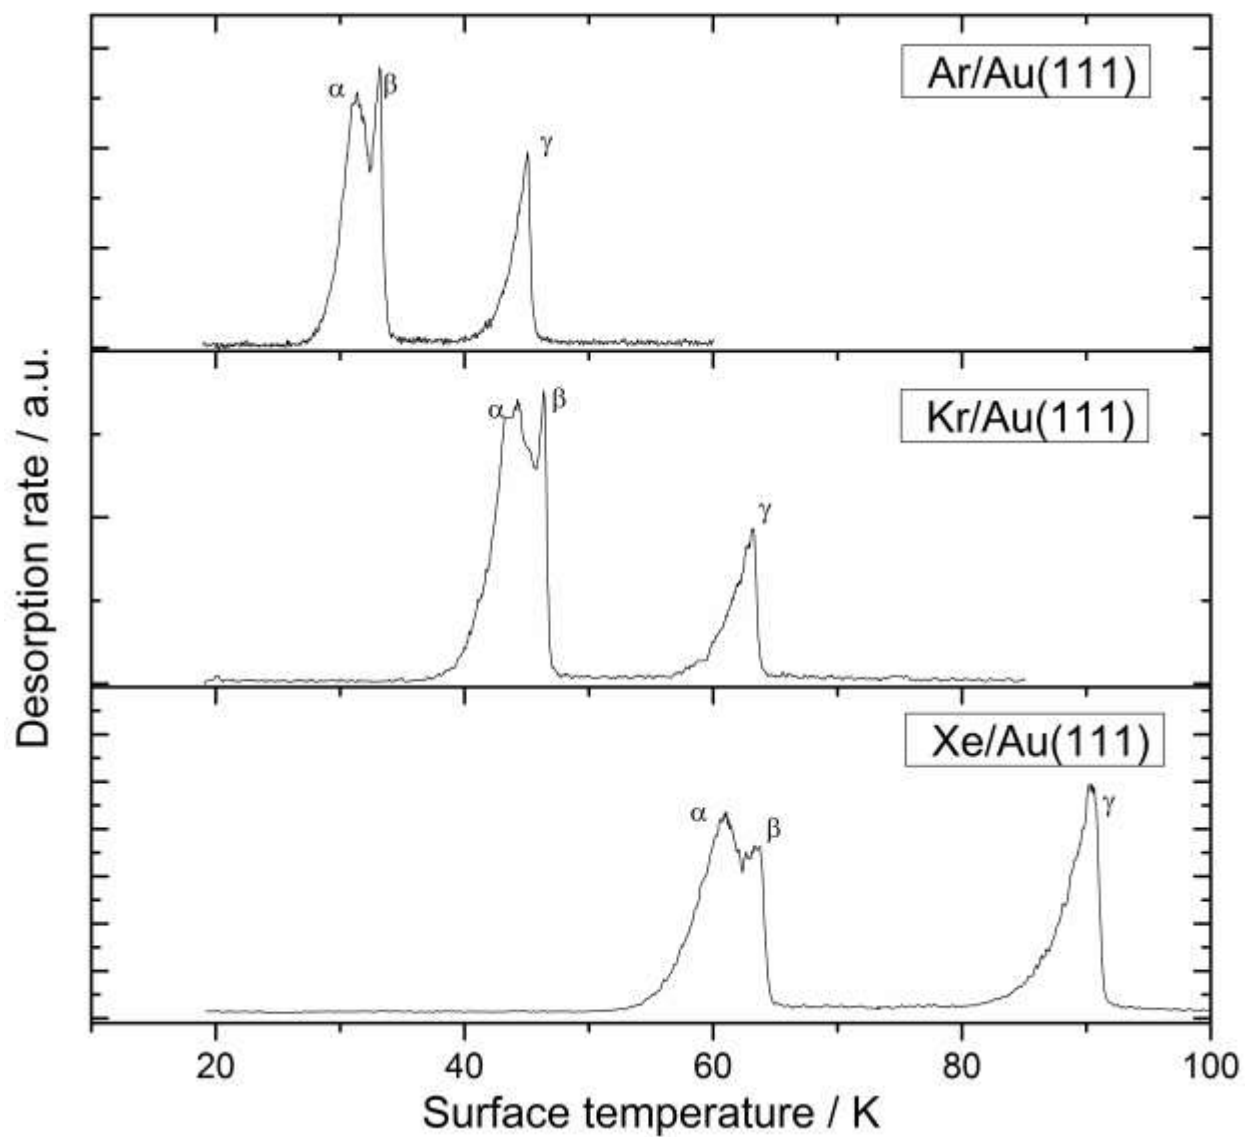 Ar/Au(111)
α
β
γ
Kr/Au(111)
α
β
γ
Xe/Au(111)
α
β
γ
Desorption rate / a.u.
20 40 60 80 100
Surface temperature / K